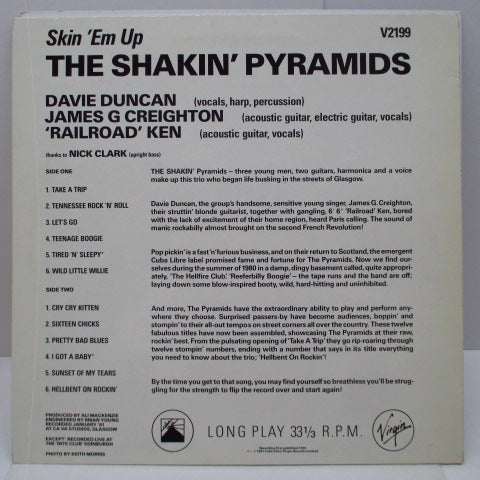 Skin 'Em Up
V2199
THE SHAKIN' PYRAMIDS
DAVIE DUNCAN (vocals, harp, percussion)
JAMES G CREIGHTON (acoustic guitar, electric guitar, vocals)
'RAILROAD' KEN (acoustic guitar, vocals)
thanks to NICK CLARK (upright bass)
SIDE ONE
1. TAKE A TRIP
2. TENNESSEE ROCK 'N' ROLL
3. LET'S GO
4. TEENAGE BOOGIE
5. TIRED 'N' SLEEPY*
6. WILD LITTLE WILLIE
SIDE TWO
1. CRY CRY KITTEN
2. SIXTEEN CHICKS
3. PRETTY BAD BLUES
4. I GOT A BABY*
5. SUNSET OF MY TEARS
6. HELLBENT ON ROCKIN'
THE SHAKIN' PYRAMIDS – three young men, two guitars, harmonica and a voice
make up this trio who began life busking in the streets of Glasgow.
Davie Duncan, the group's handsome, sensitive young singer, James G. Creighton,
their struttin' blonde guitarist, together with gangling, 6' 6" 'Railroad' Ken, bored
with the lack of excitement of their home region, heard Paris calling. The sound of
manic rockabilly almost brought on the second French Revolution!
Pop pickin' is a fast 'n' furious business, and on their return to Scotland, the emergent
Cuba Libre label promised fame and fortune for The Pyramids. Now we find our-
selves during the summer of 1980 in a damp, dingy basement called, quite appropri-
ately, 'The Hellfire Club' 'Reeferbilly Boogie' – the tape runs and the band are off;
laying down some blow-inspired booty, wild, hard-hitting and uninhibited.
And more, The Pyramids have the extraordinary ability to play and perform any-
where they choose. Surprised passers-by have become audiences, boppin' and
stompin' to their all-out tempos on street corners all over the country. These twelve
fabulous titles have now been assembled, showcasing The Pyramids at their raw,
rockin' best. From the pulsating opening of 'Take A Trip' they go rip-roaring through
twelve stompin' numbers, ending with a number that says in its title everything
you need to know about the trio; 'Hellbent On Rockin'!
By the time you get to that song, you may find yourself so breathless you'll be strug-
gling for the strength to flip the record over and start again!
PRODUCED BY ALI MACKENZIE
ENGINEERED BY BRIAN YOUNG
RECORDED JANUARY '81
AT CA VA STUDIOS, GLASGOW
EXCEPT* RECORDED LIVE AT
THE 'NITE CLUB' EDINBURGH
PHOTO BY KEITH MORRIS
LONG PLAY 33⅓ R.P.M.
Virgin